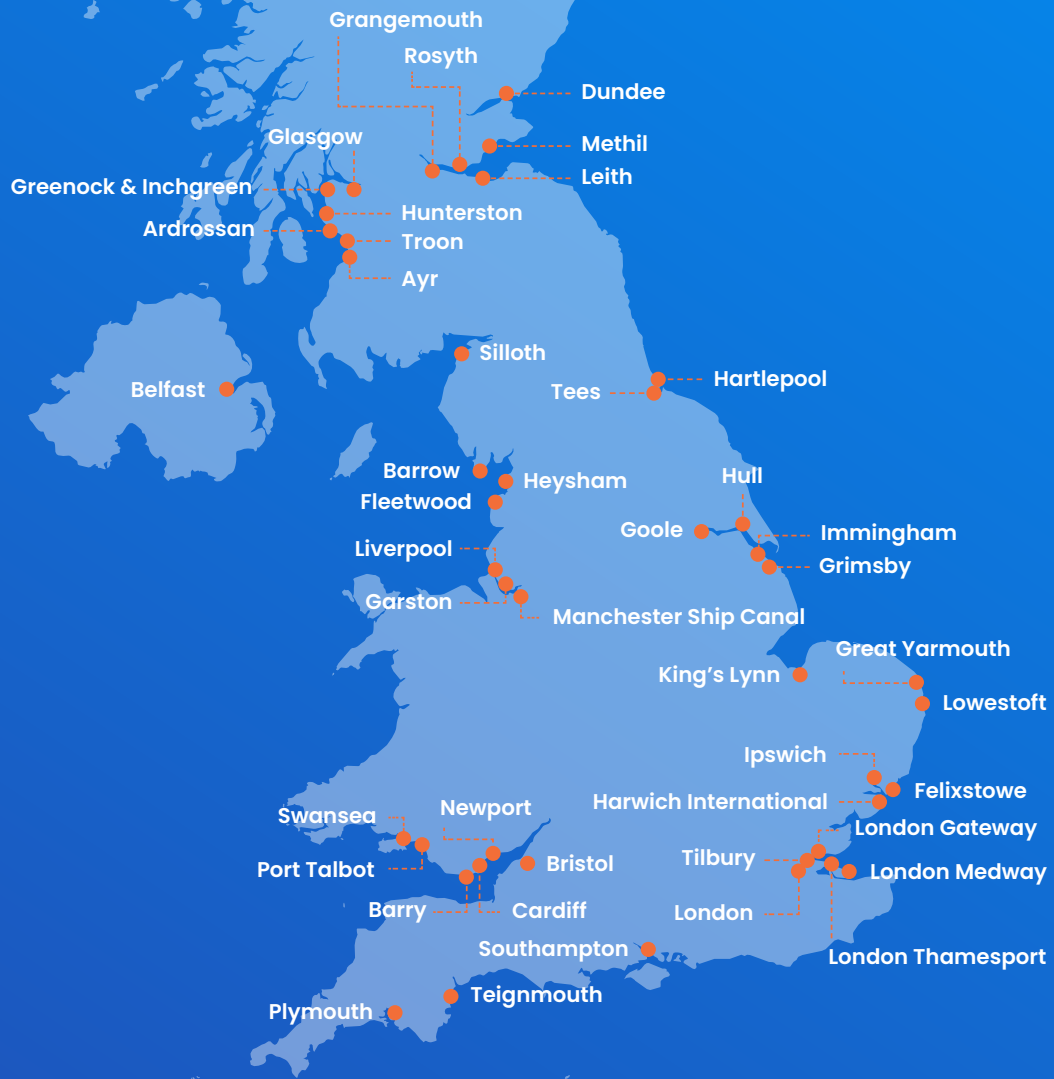 Grangemouth
Rosyth
Dundee
Glasgow
Methil
Leith
Greenock & Inchgreen
Hunterston
Ardrossan
Troon
Ayr
Silloth
Hartlepool
Belfast
Tees
Barrow
Hull
Heysham
Fleetwood
Goole
Immingham
Liverpool
Grimsby
Garston
Manchester Ship Canal
Great Yarmouth
King's Lynn
Lowestoft
Ipswich
Felixstowe
Harwich International
Newport
Swansea
London Gateway
Tilbury
Bristol
Port Talbot
London Medway
Barry
Cardiff
London
Southampton
London Thamesport
Teignmouth
Plymouth